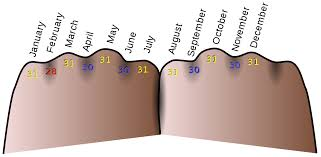 January
February
March
April
May
June
July
August
September
October
November
December
31
28
31
30
31
30
31
31
30
31
30
31